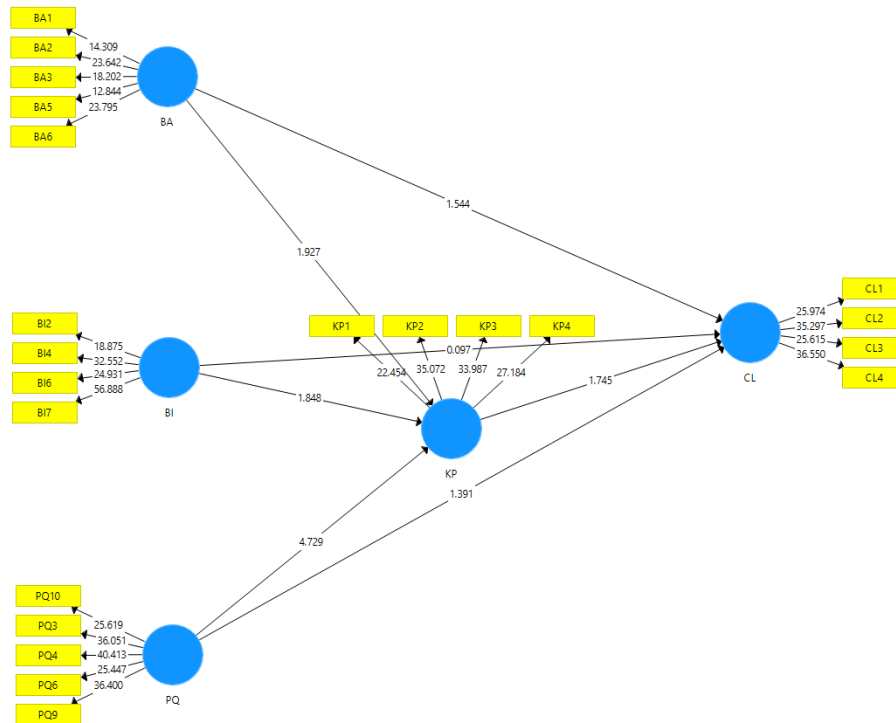 BA1
14.309
BA2
23.642
BA3
18.202
12.844
BA5
23.795
BA6
BA
1.544
1.927
BI2
18.875
BI4
32.552
BI6
24.931
56.888
BI7
BI
KP1
KP2
KP3
KP4
0.097
22.454
35.072
33.987
27.184
1.848
1.745
KP
CL1
25.974
CL2
35.297
25.615
CL3
36.550
CL4
CL
1.391
4.729
PQ10
25.619
PQ3
36.051
PQ4
40.413
25.447
PQ6
36.400
PQ9
PQ